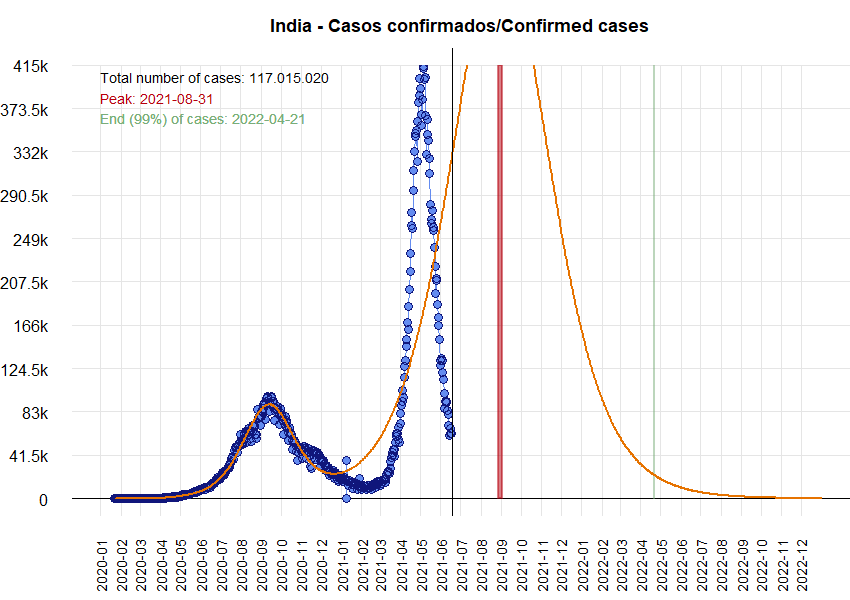 India - Casos confirmados/Confirmed cases
415k
Total number of cases: 117.015.020
Peak: 2021-08-31
End (99%) of cases: 2022-04-21
373.5k
332k
290.5k
249k
207.5k
166k
124.5k
83k
41.5k
0
2020-01
2020-02
2020-03
2020-04
2020-05
2020-06
2020-07
2020-08
2020-09
2020-10
2020-11
2020-12
2021-01
2021-02
2021-03
2021-04
2021-05
2021-06
2021-07
2021-08
2021-09
2021-10
2021-11
2021-12
2022-01
2022-02
2022-03
2022-04
2022-05
2022-06
2022-07
2022-08
2022-09
2022-10
2022-11
2022-12